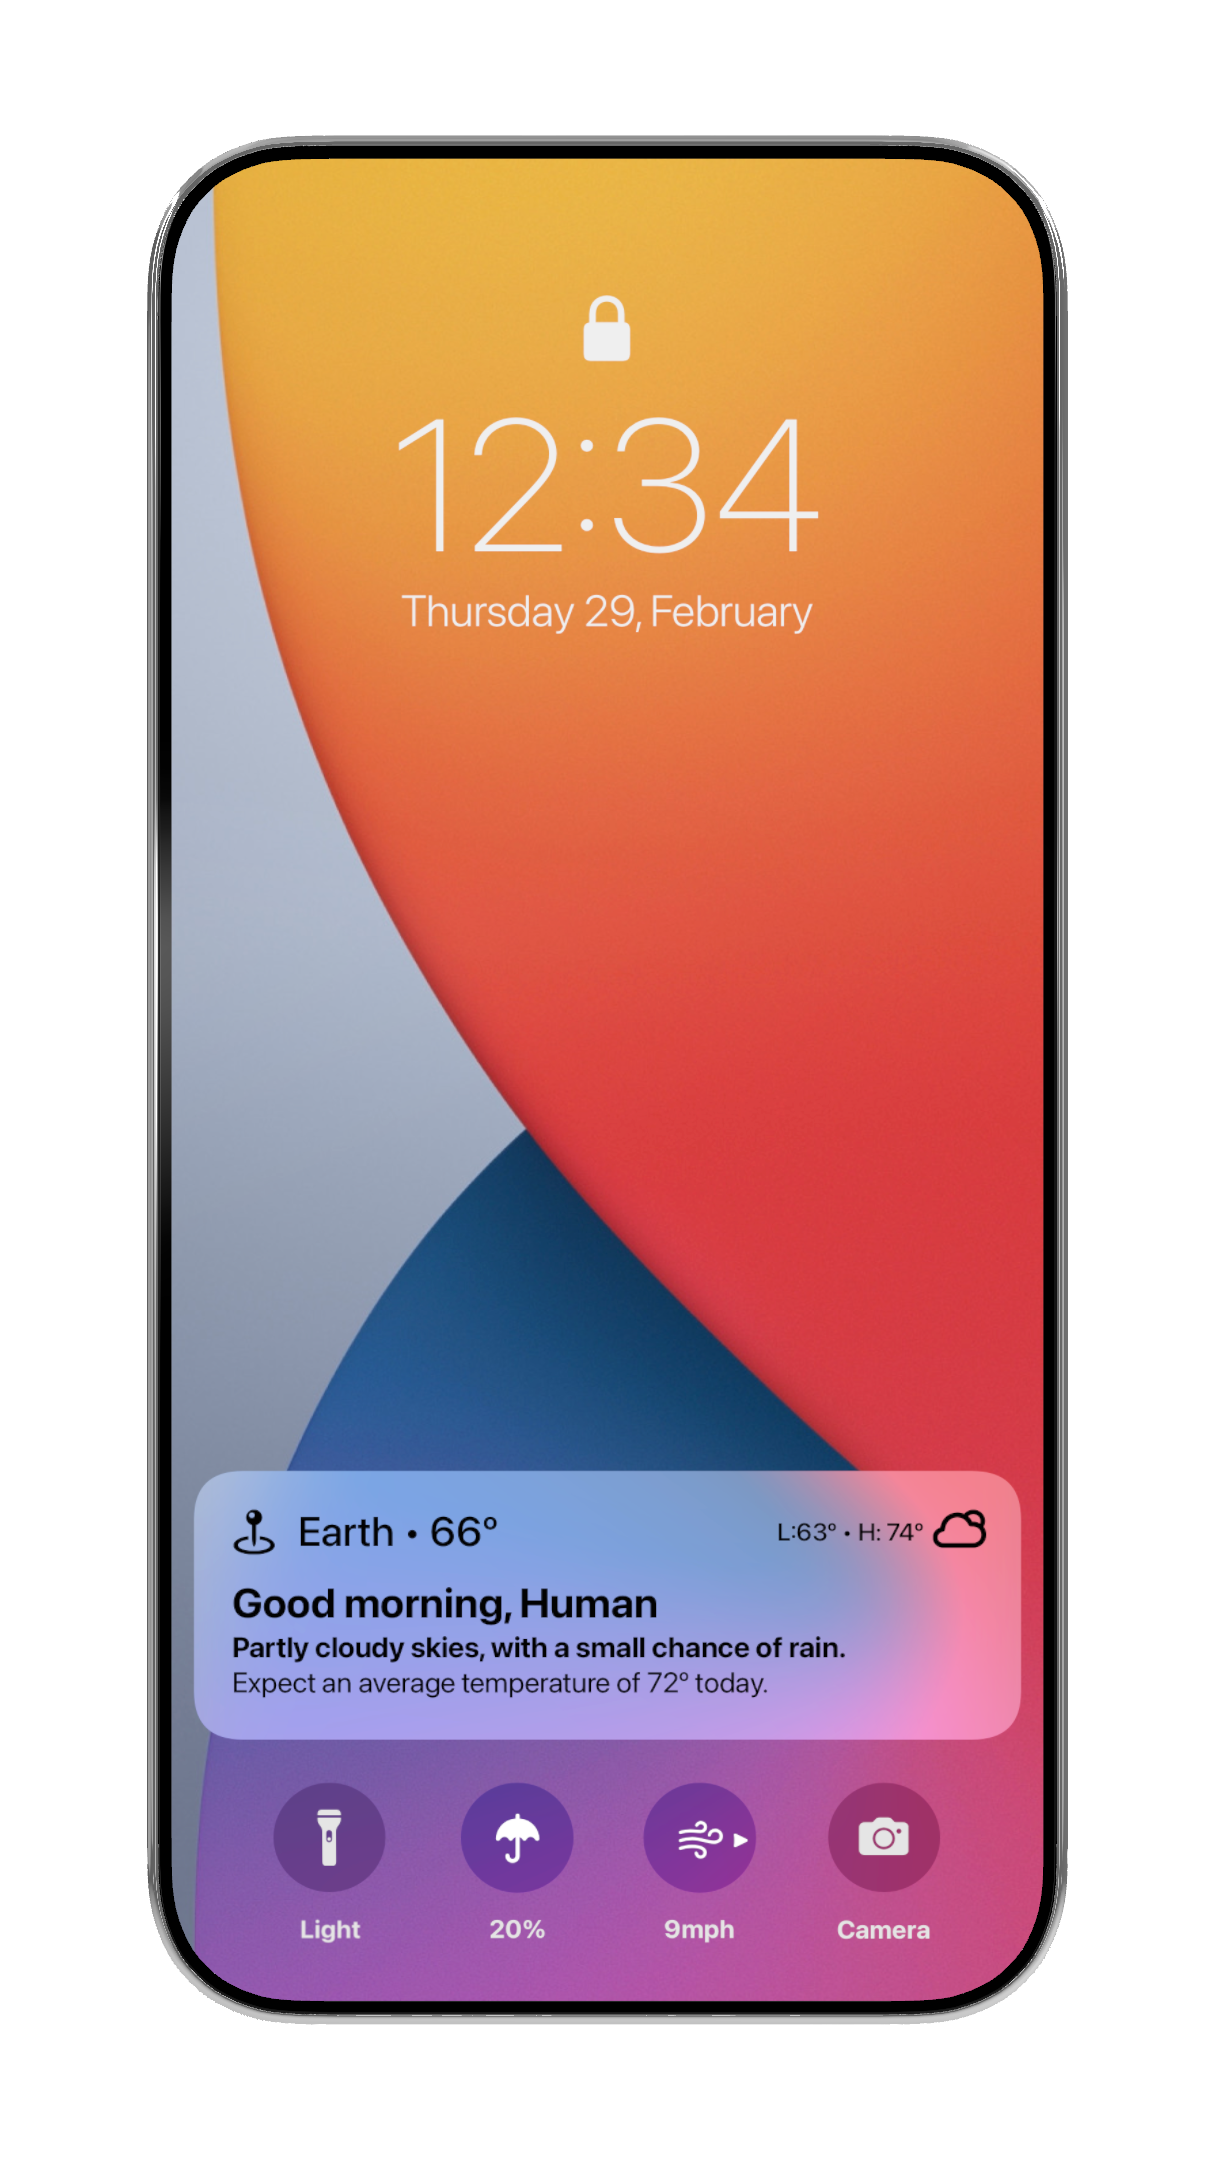 12:34
Thursday 29, February
Earth • 66°
L:63° • H: 74°
Good morning, Human
Partly cloudy skies, with a small chance of rain.
Expect an average temperature of 72° today.
Light
20%
9mph
Camera